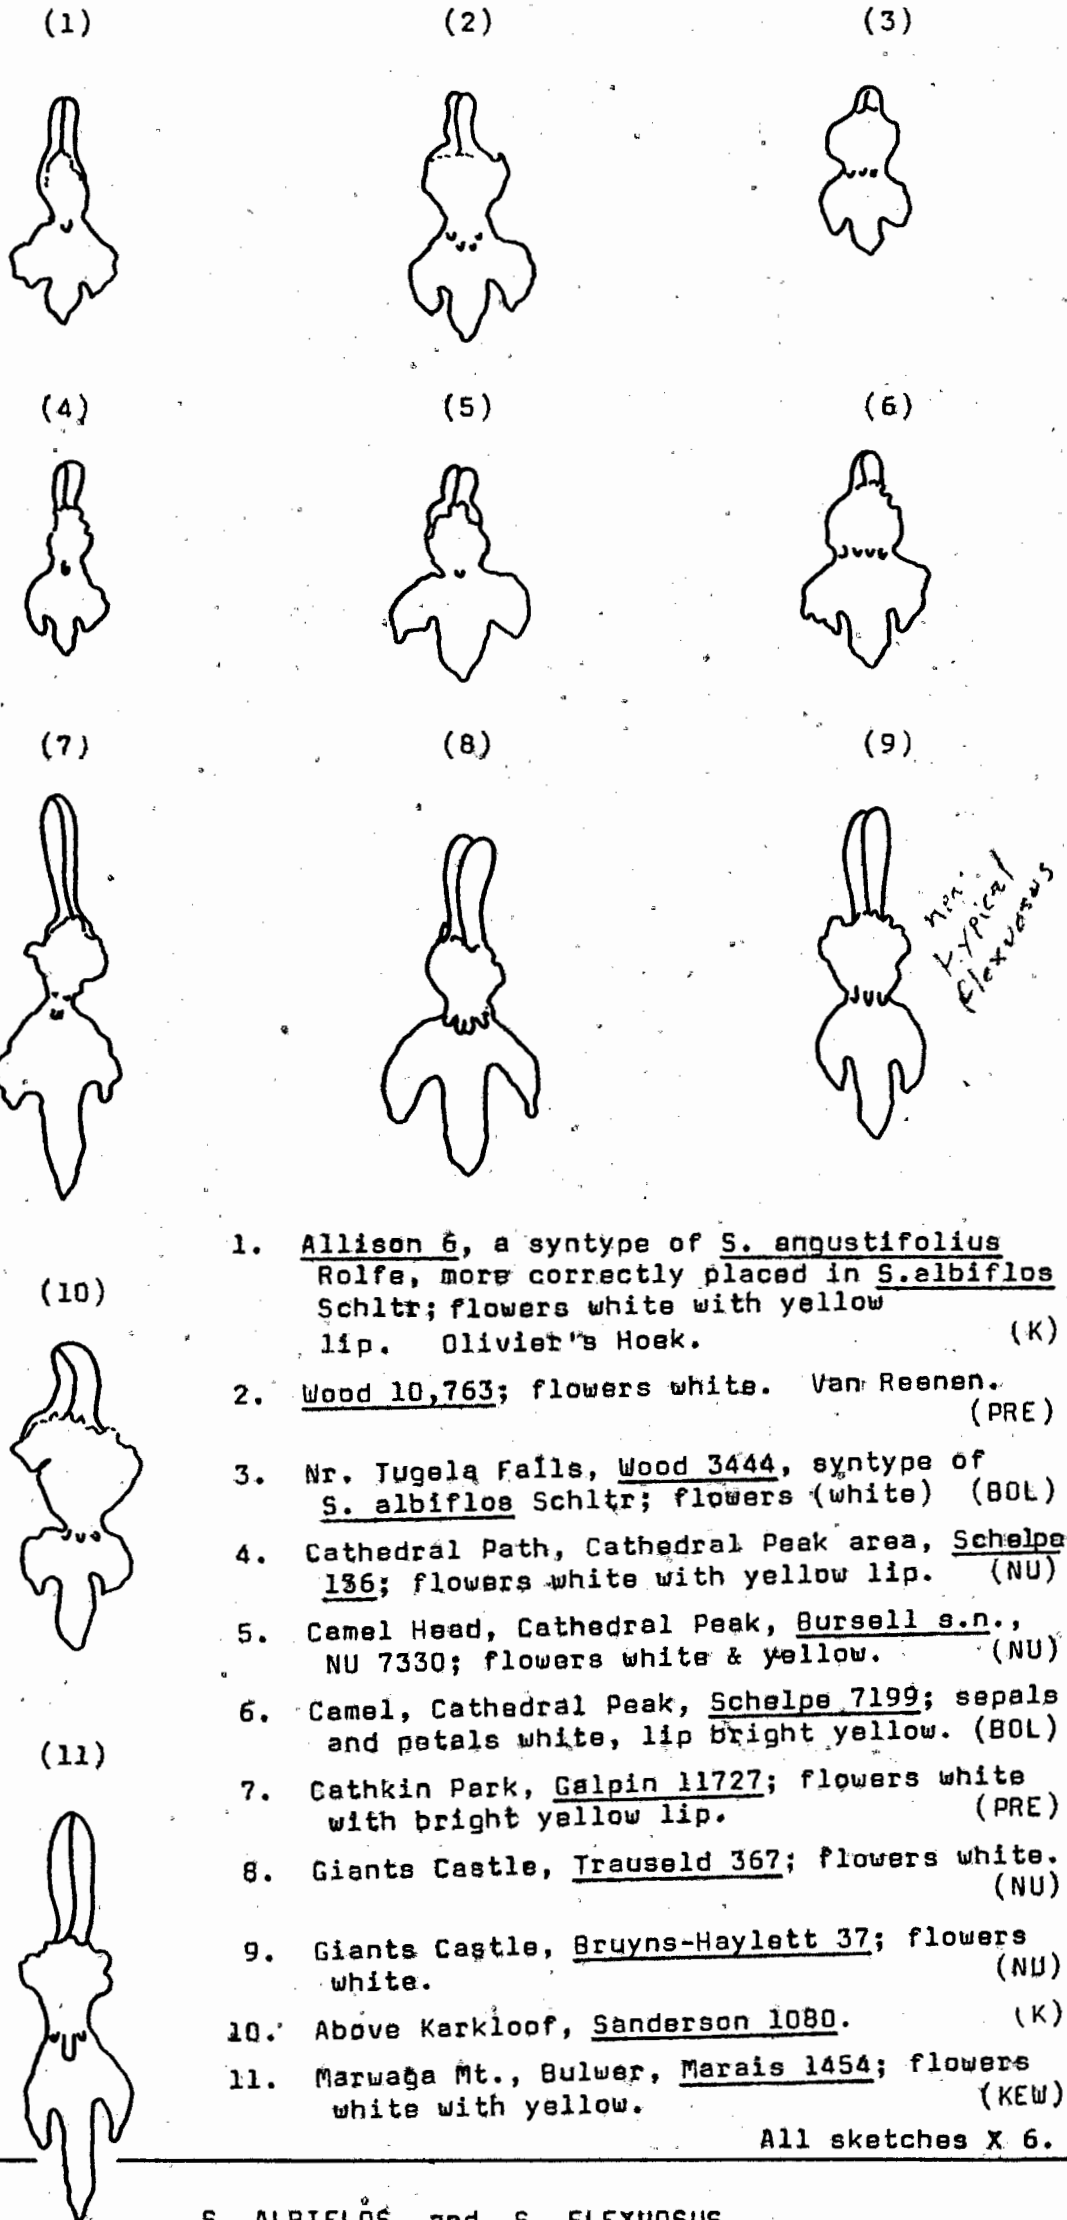 (1) (2) (3)
(4) (5) (6)
(7) (8) (9)
typical
flexuosus
(10)
(11)
1. Allison 6, a syntype of S. angustifolius
Rolfe, more correctly placed in S.albiflos
Schltr; flowers white with yellow
lip. Olivier's Hoek. (K)
2. Wood 10,763; flowers white. Van Reenen.
(PRE)
3. Nr. Tugela Falls, Wood 3444, syntype of
S. albiflos Schltr; flowers (white) (BOL)
4. Cathedral Path, Cathedral Peak area, Schelpe
136; flowers white with yellow lip. (NU)
5. Camel Head, Cathedral Peak, Bursell s.n.,
NU 7330; flowers white & yellow. (NU)
6. Camel, Cathedral Peak, Schelpe 7199; sepals
and petals white, lip bright yellow. (BOL)
7. Cathkin Park, Galpin 11727; flowers white
with bright yellow lip. (PRE)
8. Giants Castle, Trauseld 367; flowers white.
(NU)
9. Giants Castle, Bruyns-Haylett 37; flowers
white. (NU)
10. Above Karkloof, Sanderson 1080. (K)
11. Marwaga Mt., Bulwer, Marais 1454; flowers
white with yellow. (KEW)
All sketches X 6.
S. ALBIFLOS and S. FLEXUOSUS